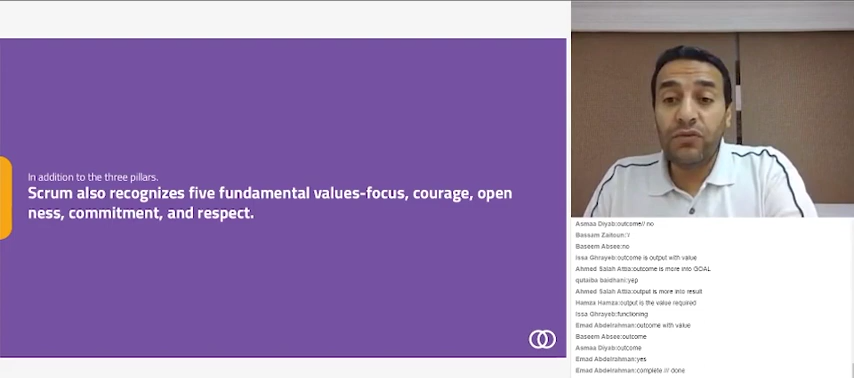 In addition to the three pillars.
Scrum also recognizes five fundamental values-focus, courage, open
ness, commitment, and respect.
Asmaa Diyab:outcome// no
Bassam Zaitoun:Y
Baseem Absee:no
Issa Ghrayeb:outcome is output with value
Ahmed Salah Attia:outcome is more into GOAL
qutaiba baidhani:yep
Ahmed Salah Attia:output is more into result
Hamza Hamza:output is the value required
Issa Ghrayeb:functioning
Emad Abdelrahman:outcome with value
Baseem Absee:outcome
Asmaa Diyab:outcome
Emad Abdelrahman:yes
Emad Abdelrahman:complete /// done